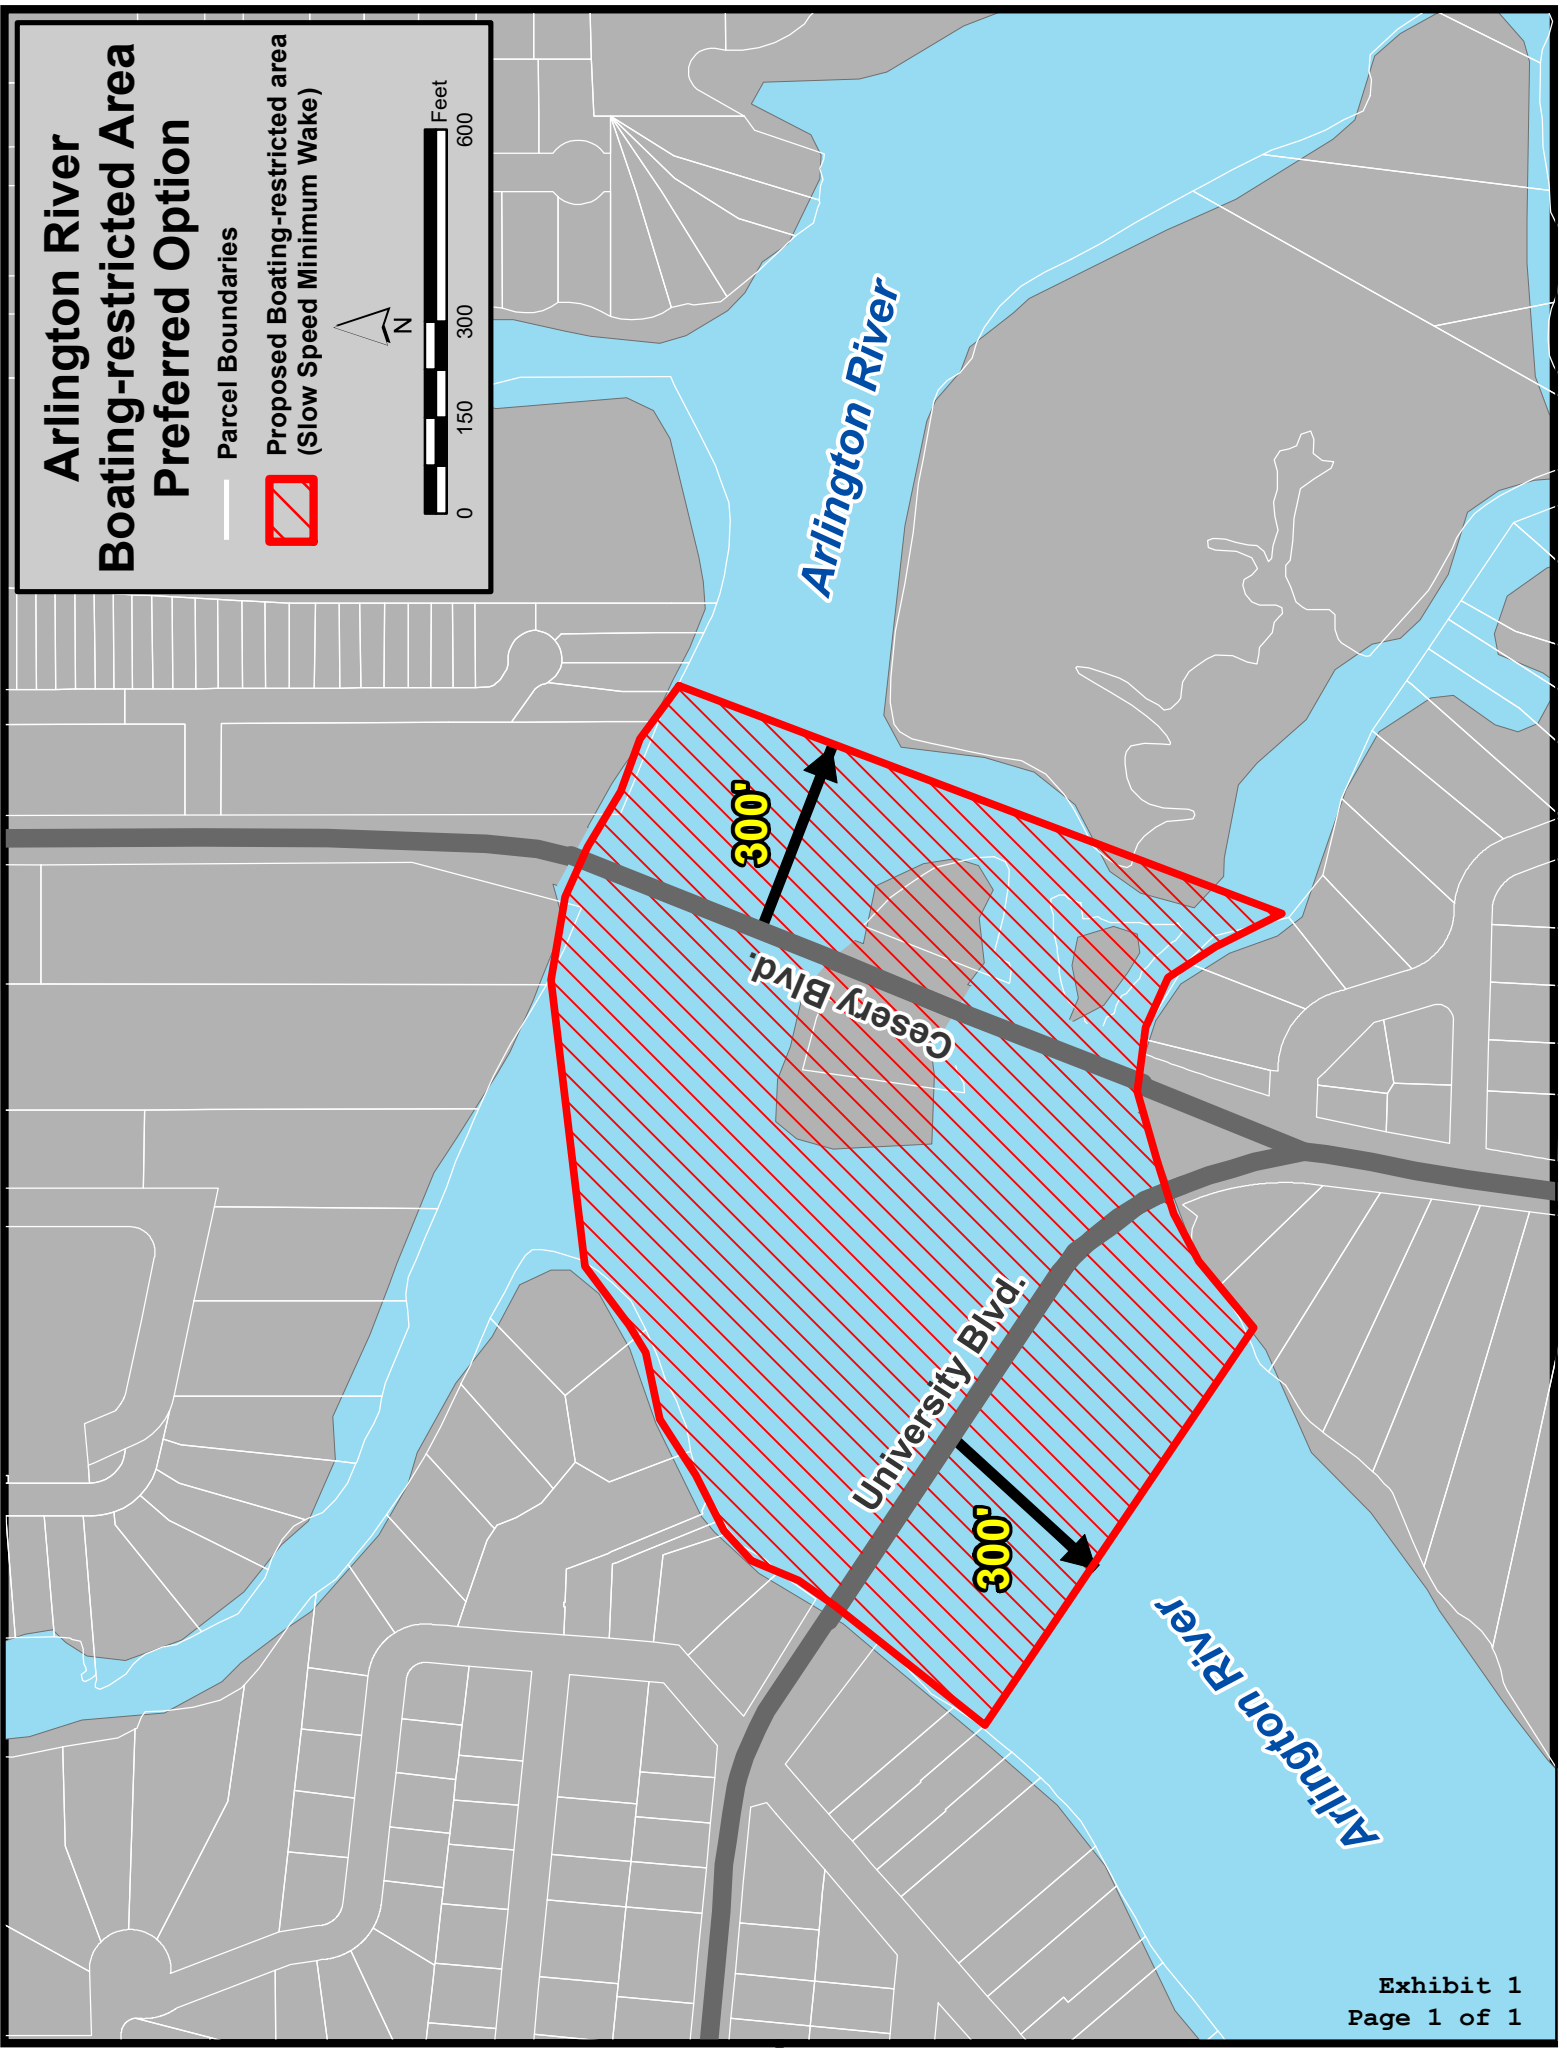 Arlington River
Boating-restricted Area
Preferred Option
Parcel Boundaries
Proposed Boating-restricted area
(Slow Speed Minimum Wake)
N
0 150 300 600
Feet
Arlington River
300'
Cesery Blvd.
University Blvd.
300'
Arlington River
Exhibit 1
Page 1 of 1